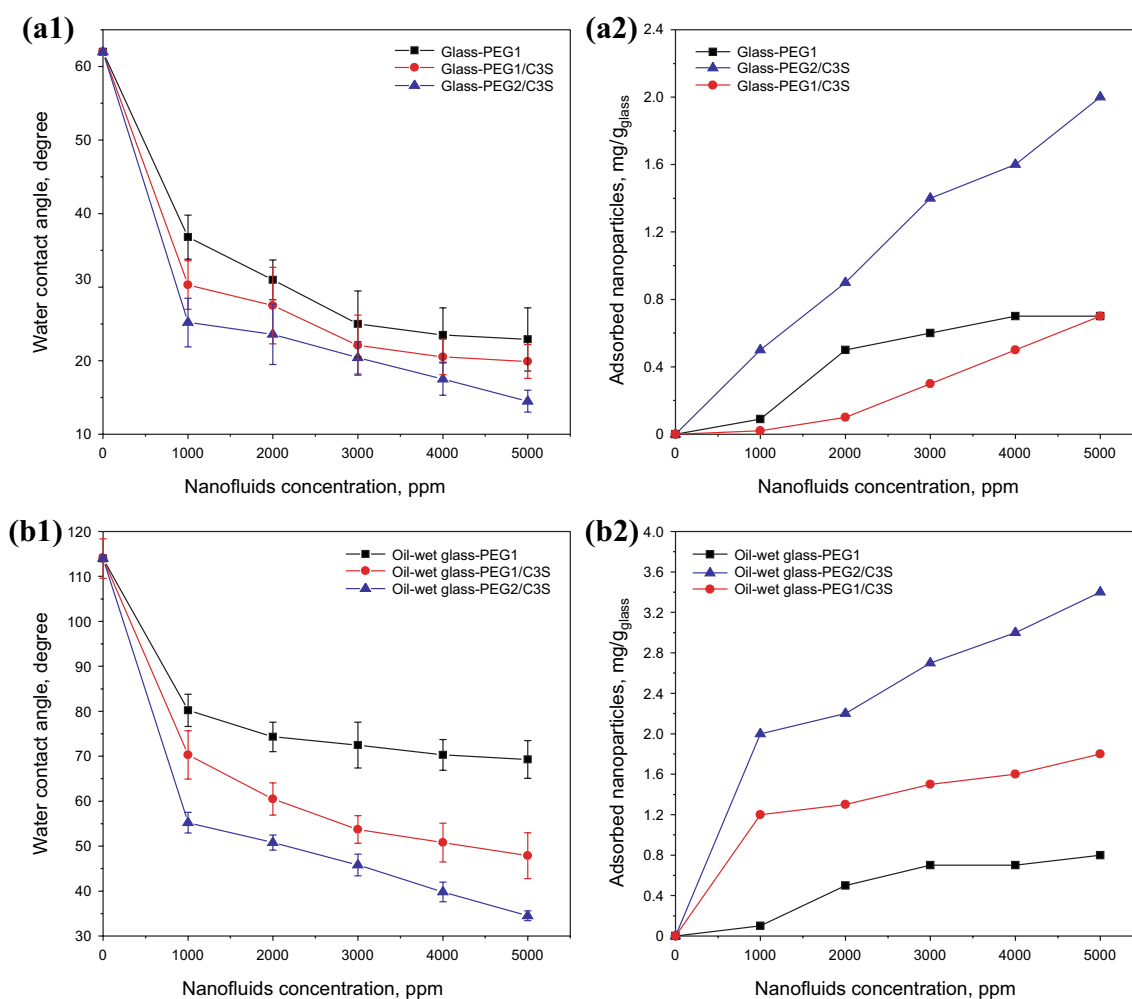 (a1)
Water contact angle, degree
60
50
40
30
20
10
0 1000 2000 3000 4000 5000
Nanofluids concentration, ppm
Glass-PEG1
Glass-PEG1/C3S
Glass-PEG2/C3S
(a2)
Adsorbed nanoparticles, mg/gglass
2.4
2.0
1.6
1.2
0.8
0.4
0
0 1000 2000 3000 4000 5000
Nanofluids concentration, ppm
Glass-PEG1
Glass-PEG2/C3S
Glass-PEG1/C3S
(b1)
Water contact angle, degree
120
110
100
90
80
70
60
50
40
30
0 1000 2000 3000 4000 5000
Nanofluids concentration, ppm
Oil-wet glass-PEG1
Oil-wet glass-PEG1/C3S
Oil-wet glass-PEG2/C3S
(b2)
Adsorbed nanoparticles, mg/gglass
4.0
3.6
3.2
2.8
2.4
2.0
1.6
1.2
0.8
0.4
0
0 1000 2000 3000 4000 5000
Nanofluids concentration, ppm
Oil-wet glass-PEG1
Oil-wet glass-PEG2/C3S
Oil-wet glass-PEG1/C3S